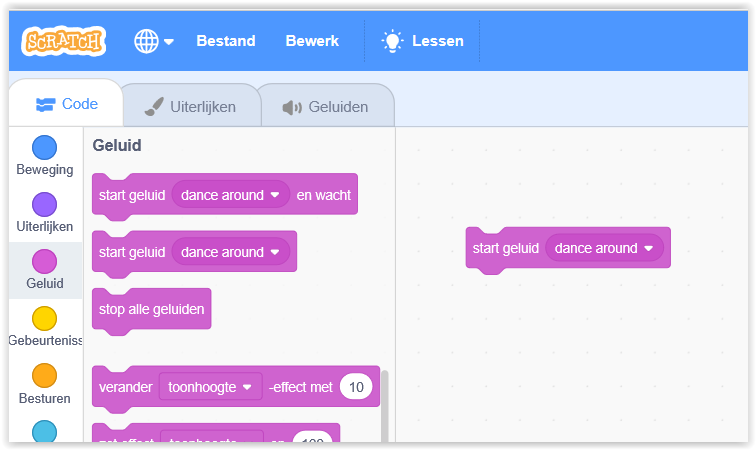 SCRATCH Bestand Bewerk Lessen
Code Uiterlijken Geluiden
Beweging
Uiterlijken
Geluid
Gebeurteniss
Besturen
Geluid
start geluid dance around en wacht
start geluid dance around
stop alle geluiden
verander toonhoogte -effect met 10
start geluid dance around